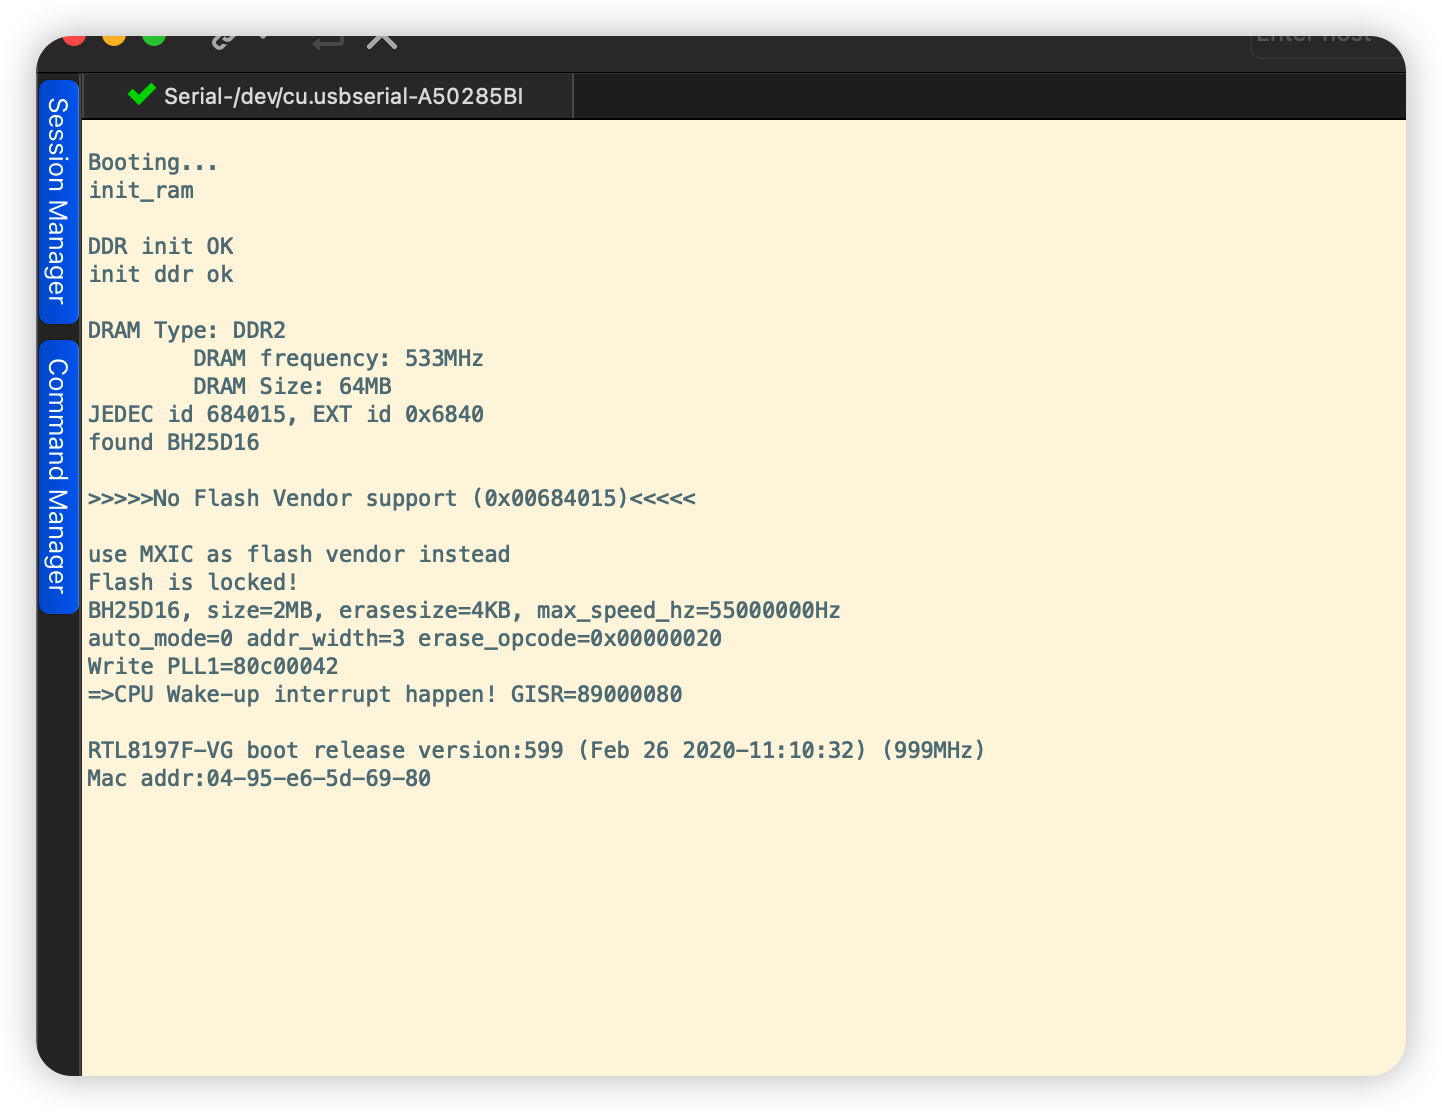 Enter host
Serial-/dev/cu.usbserial-A50285BI
Session Manager
Command Manager
Booting...
init_ram
DDR init OK
init ddr ok
DRAM Type: DDR2
DRAM frequency: 533MHz
DRAM Size: 64MB
JEDEC id 684015, EXT id 0x6840
found BH25D16
>>>>>No Flash Vendor support (0x00684015)<<<<<
use MXIC as flash vendor instead
Flash is locked!
BH25D16, size=2MB, erasesize=4KB, max_speed_hz=55000000Hz
auto_mode=0 addr_width=3 erase_opcode=0x00000020
Write PLL1=80c00042
=>CPU Wake-up interrupt happen! GISR=89000080
RTL8197F-VG boot release version:599 (Feb 26 2020-11:10:32) (999MHz)
Mac addr:04-95-e6-5d-69-80